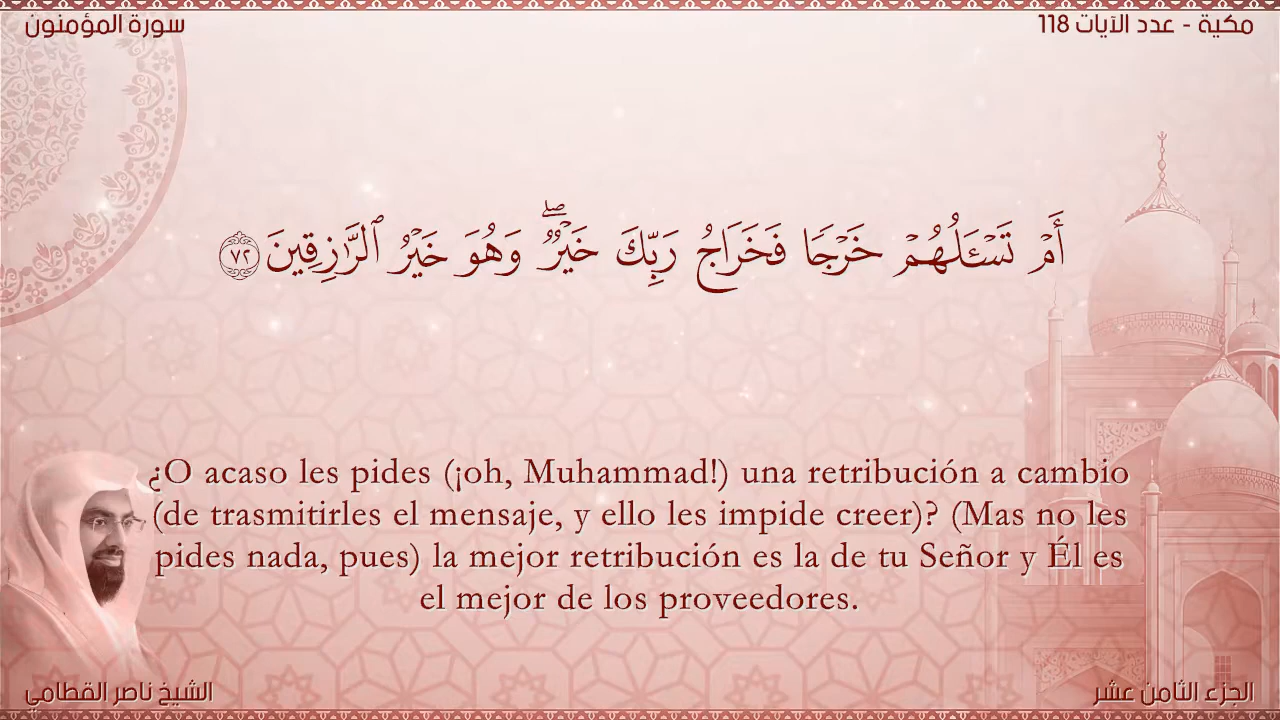 سورة المؤمنون
مكية - عدد الآيات 118
أَمۡ تَسۡـَٔلُهُمۡ خَرۡجٗا فَخَرَاجُ رَبِّكَ خَيۡرٞۖ وَهُوَ خَيۡرُ ٱلرَّٰزِقِينَ ٧٢
¿O acaso les pides (¡oh, Muhammad!) una retribución a cambio
(de trasmitirles el mensaje, y ello les impide creer)? (Mas no les
pides nada, pues) la mejor retribución es la de tu Señor y Él es
el mejor de los proveedores.
الشيخ ناصر القطامي
الجزء الثامن عشر